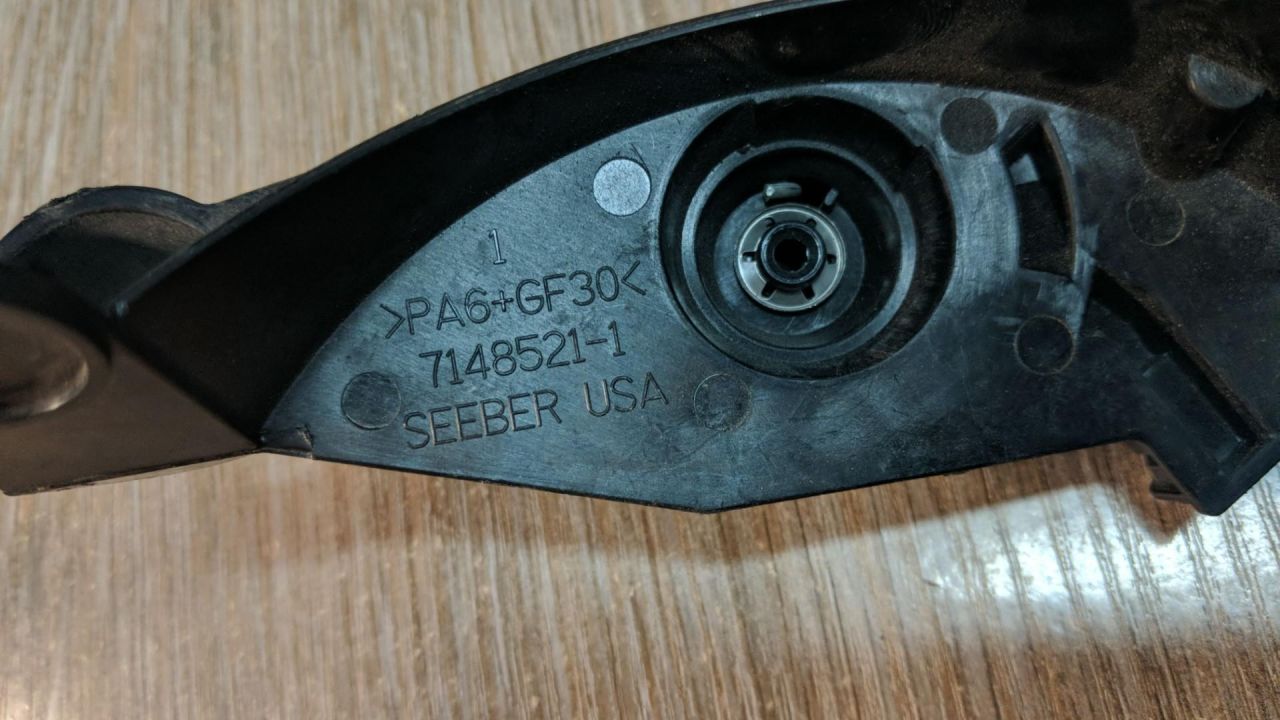 1
>PA6+GF30<
7148521-1
SEEBER USA